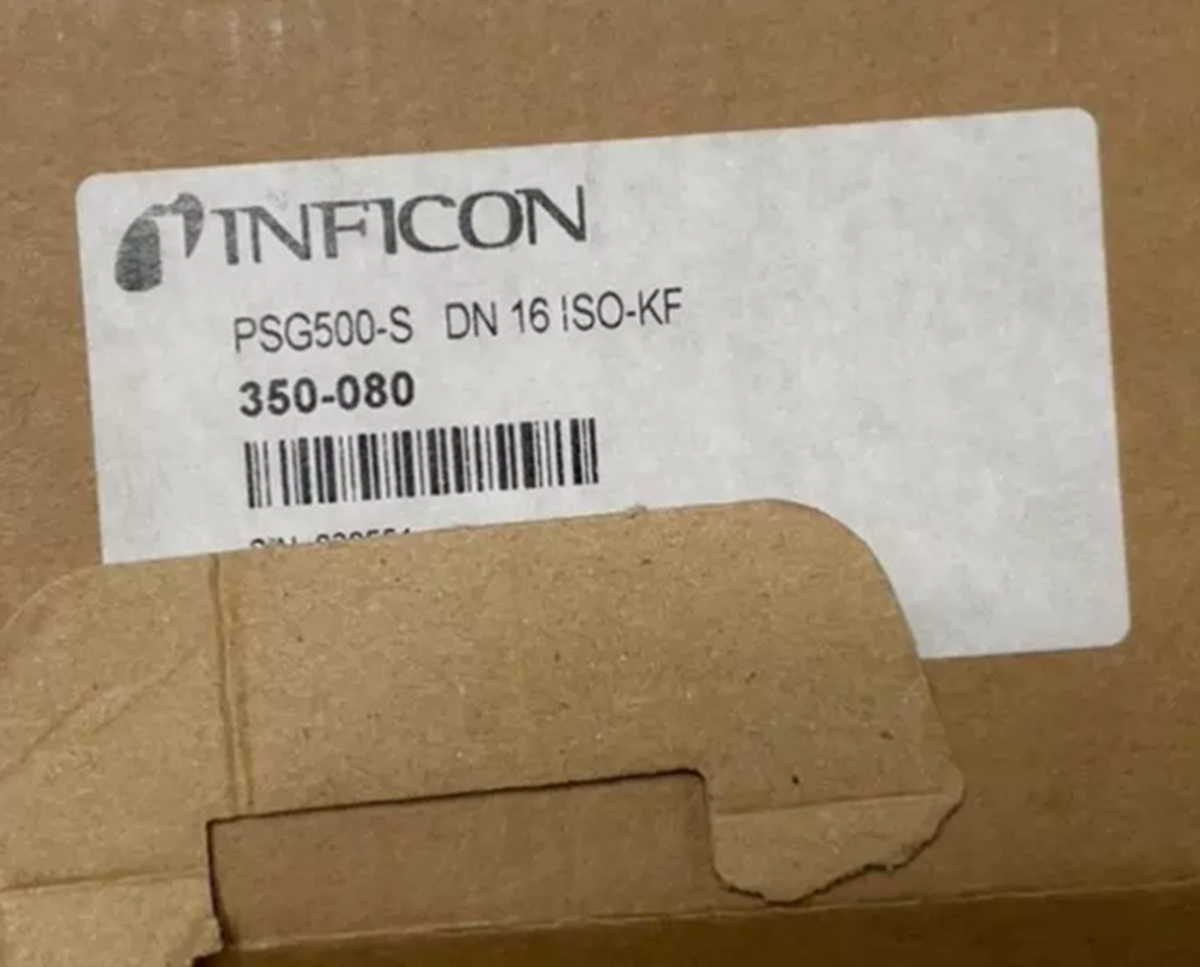 INFICON
PSG500-S DN 16 ISO-KF
350-080